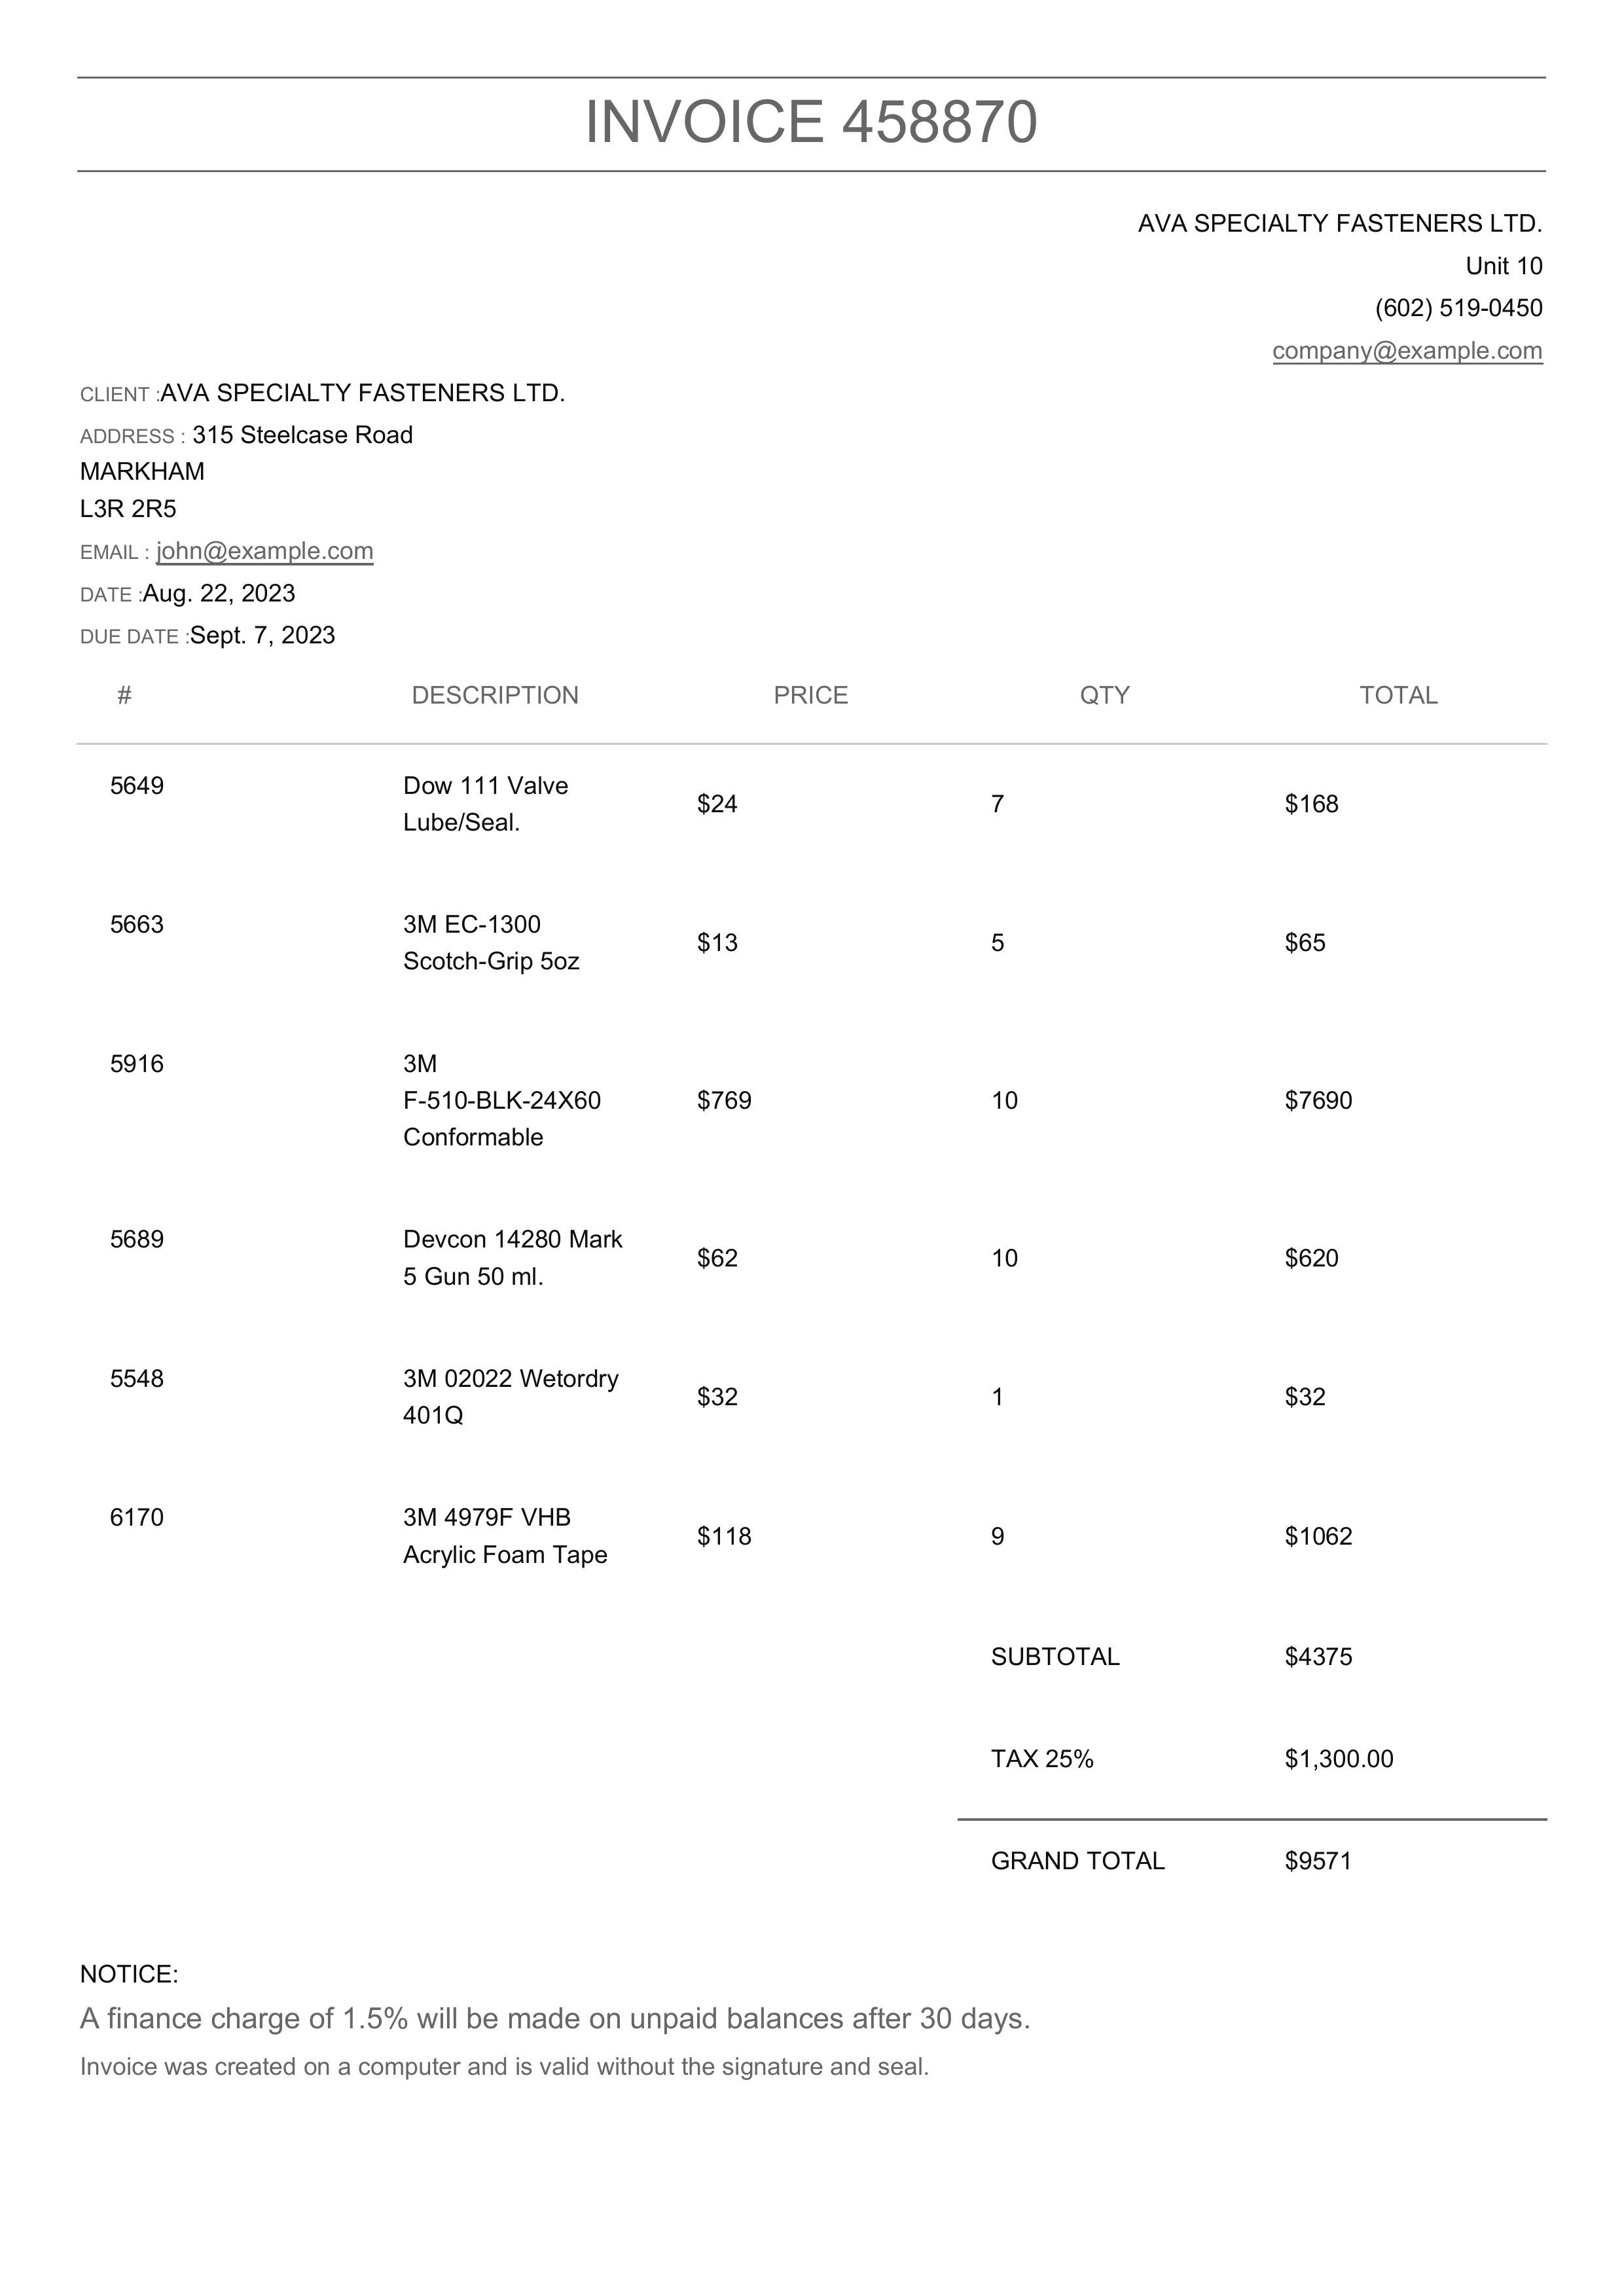 INVOICE 458870
AVA SPECIALTY FASTENERS LTD.
Unit 10
(602) 519-0450
company@example.com
CLIENT :AVA SPECIALTY FASTENERS LTD.
ADDRESS : 315 Steelcase Road
MARKHAM
L3R 2R5
EMAIL : john@example.com
DATE :Aug. 22, 2023
DUE DATE :Sept. 7, 2023
# DESCRIPTION PRICE QTY TOTAL
5649 Dow 111 Valve
Lube/Seal. $24 7 $168
5663 3M EC-1300
Scotch-Grip 5oz $13 5 $65
5916 3M
F-510-BLK-24X60 $769 10 $7690
Conformable
5689 Devcon 14280 Mark
5 Gun 50 ml. $62 10 $620
5548 3M 02022 Wetordry
401Q $32 1 $32
6170 3M 4979F VHB
Acrylic Foam Tape $118 9 $1062
SUBTOTAL $4375
TAX 25% $1,300.00
GRAND TOTAL $9571
NOTICE:
A finance charge of 1.5% will be made on unpaid balances after 30 days.
Invoice was created on a computer and is valid without the signature and seal.